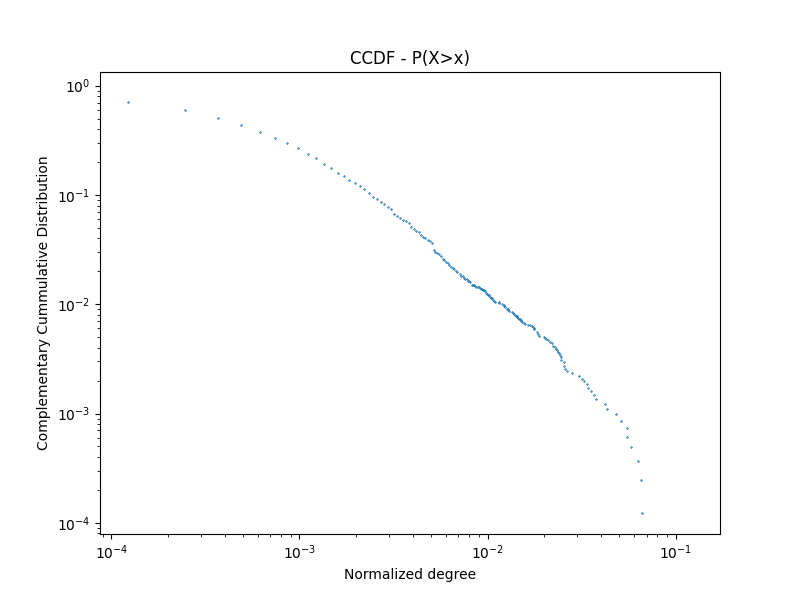 CCDF - P(X>x)
10⁰
10⁻¹
10⁻²
10⁻³
10⁻⁴
Complementary Cummulative Distribution
10⁻⁴ 10⁻³ 10⁻² 10⁻¹
Normalized degree